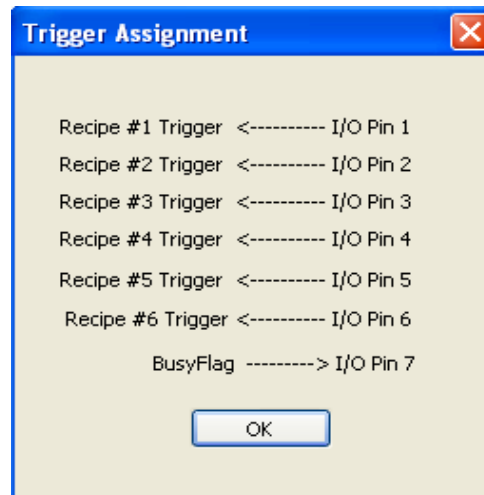 Trigger Assignment
Recipe #1 Trigger <---------- I/O Pin 1
Recipe #2 Trigger <---------- I/O Pin 2
Recipe #3 Trigger <---------- I/O Pin 3
Recipe #4 Trigger <---------- I/O Pin 4
Recipe #5 Trigger <---------- I/O Pin 5
Recipe #6 Trigger <---------- I/O Pin 6
BusyFlag ---------> I/O Pin 7
OK